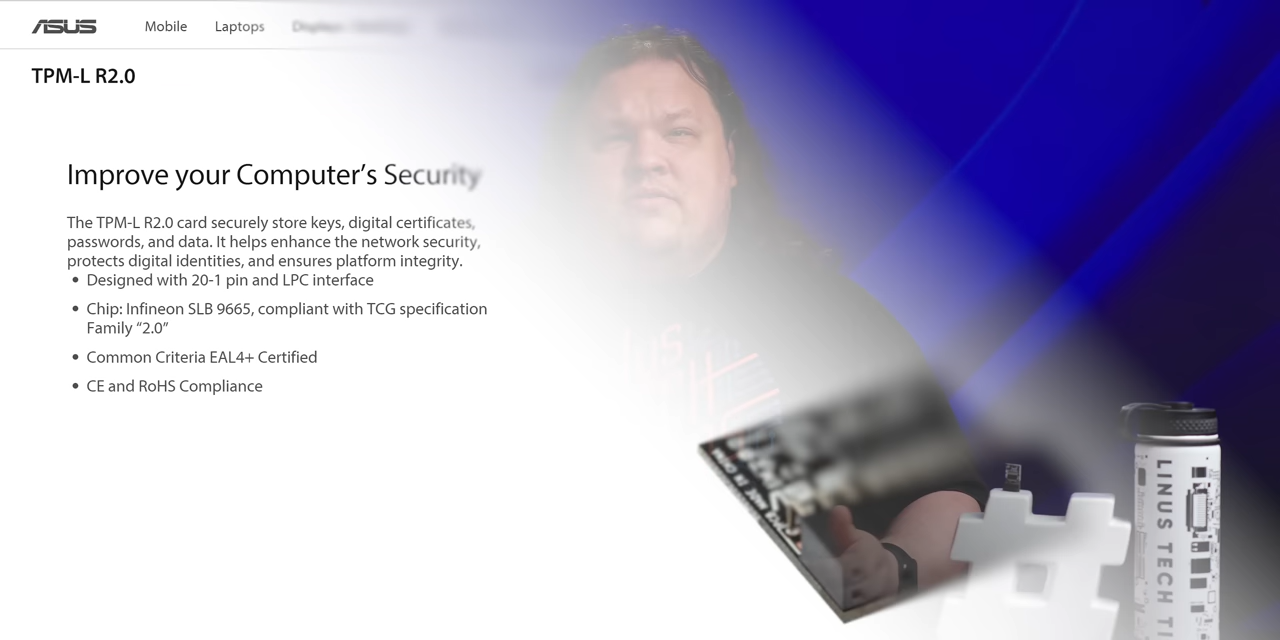 ASUS
Mobile
Laptops
Displays
TPM-L R2.0
Improve your Computer’s Security
The TPM-L R2.0 card securely store keys, digital certificates,
passwords, and data. It helps enhance the network security,
protects digital identities, and ensures platform integrity.
• Designed with 20-1 pin and LPC interface
• Chip: Infineon SLB 9665, compliant with TCG specification
Family “2.0”
• Common Criteria EAL4+ Certified
• CE and RoHS Compliance
LINUS TECH TI